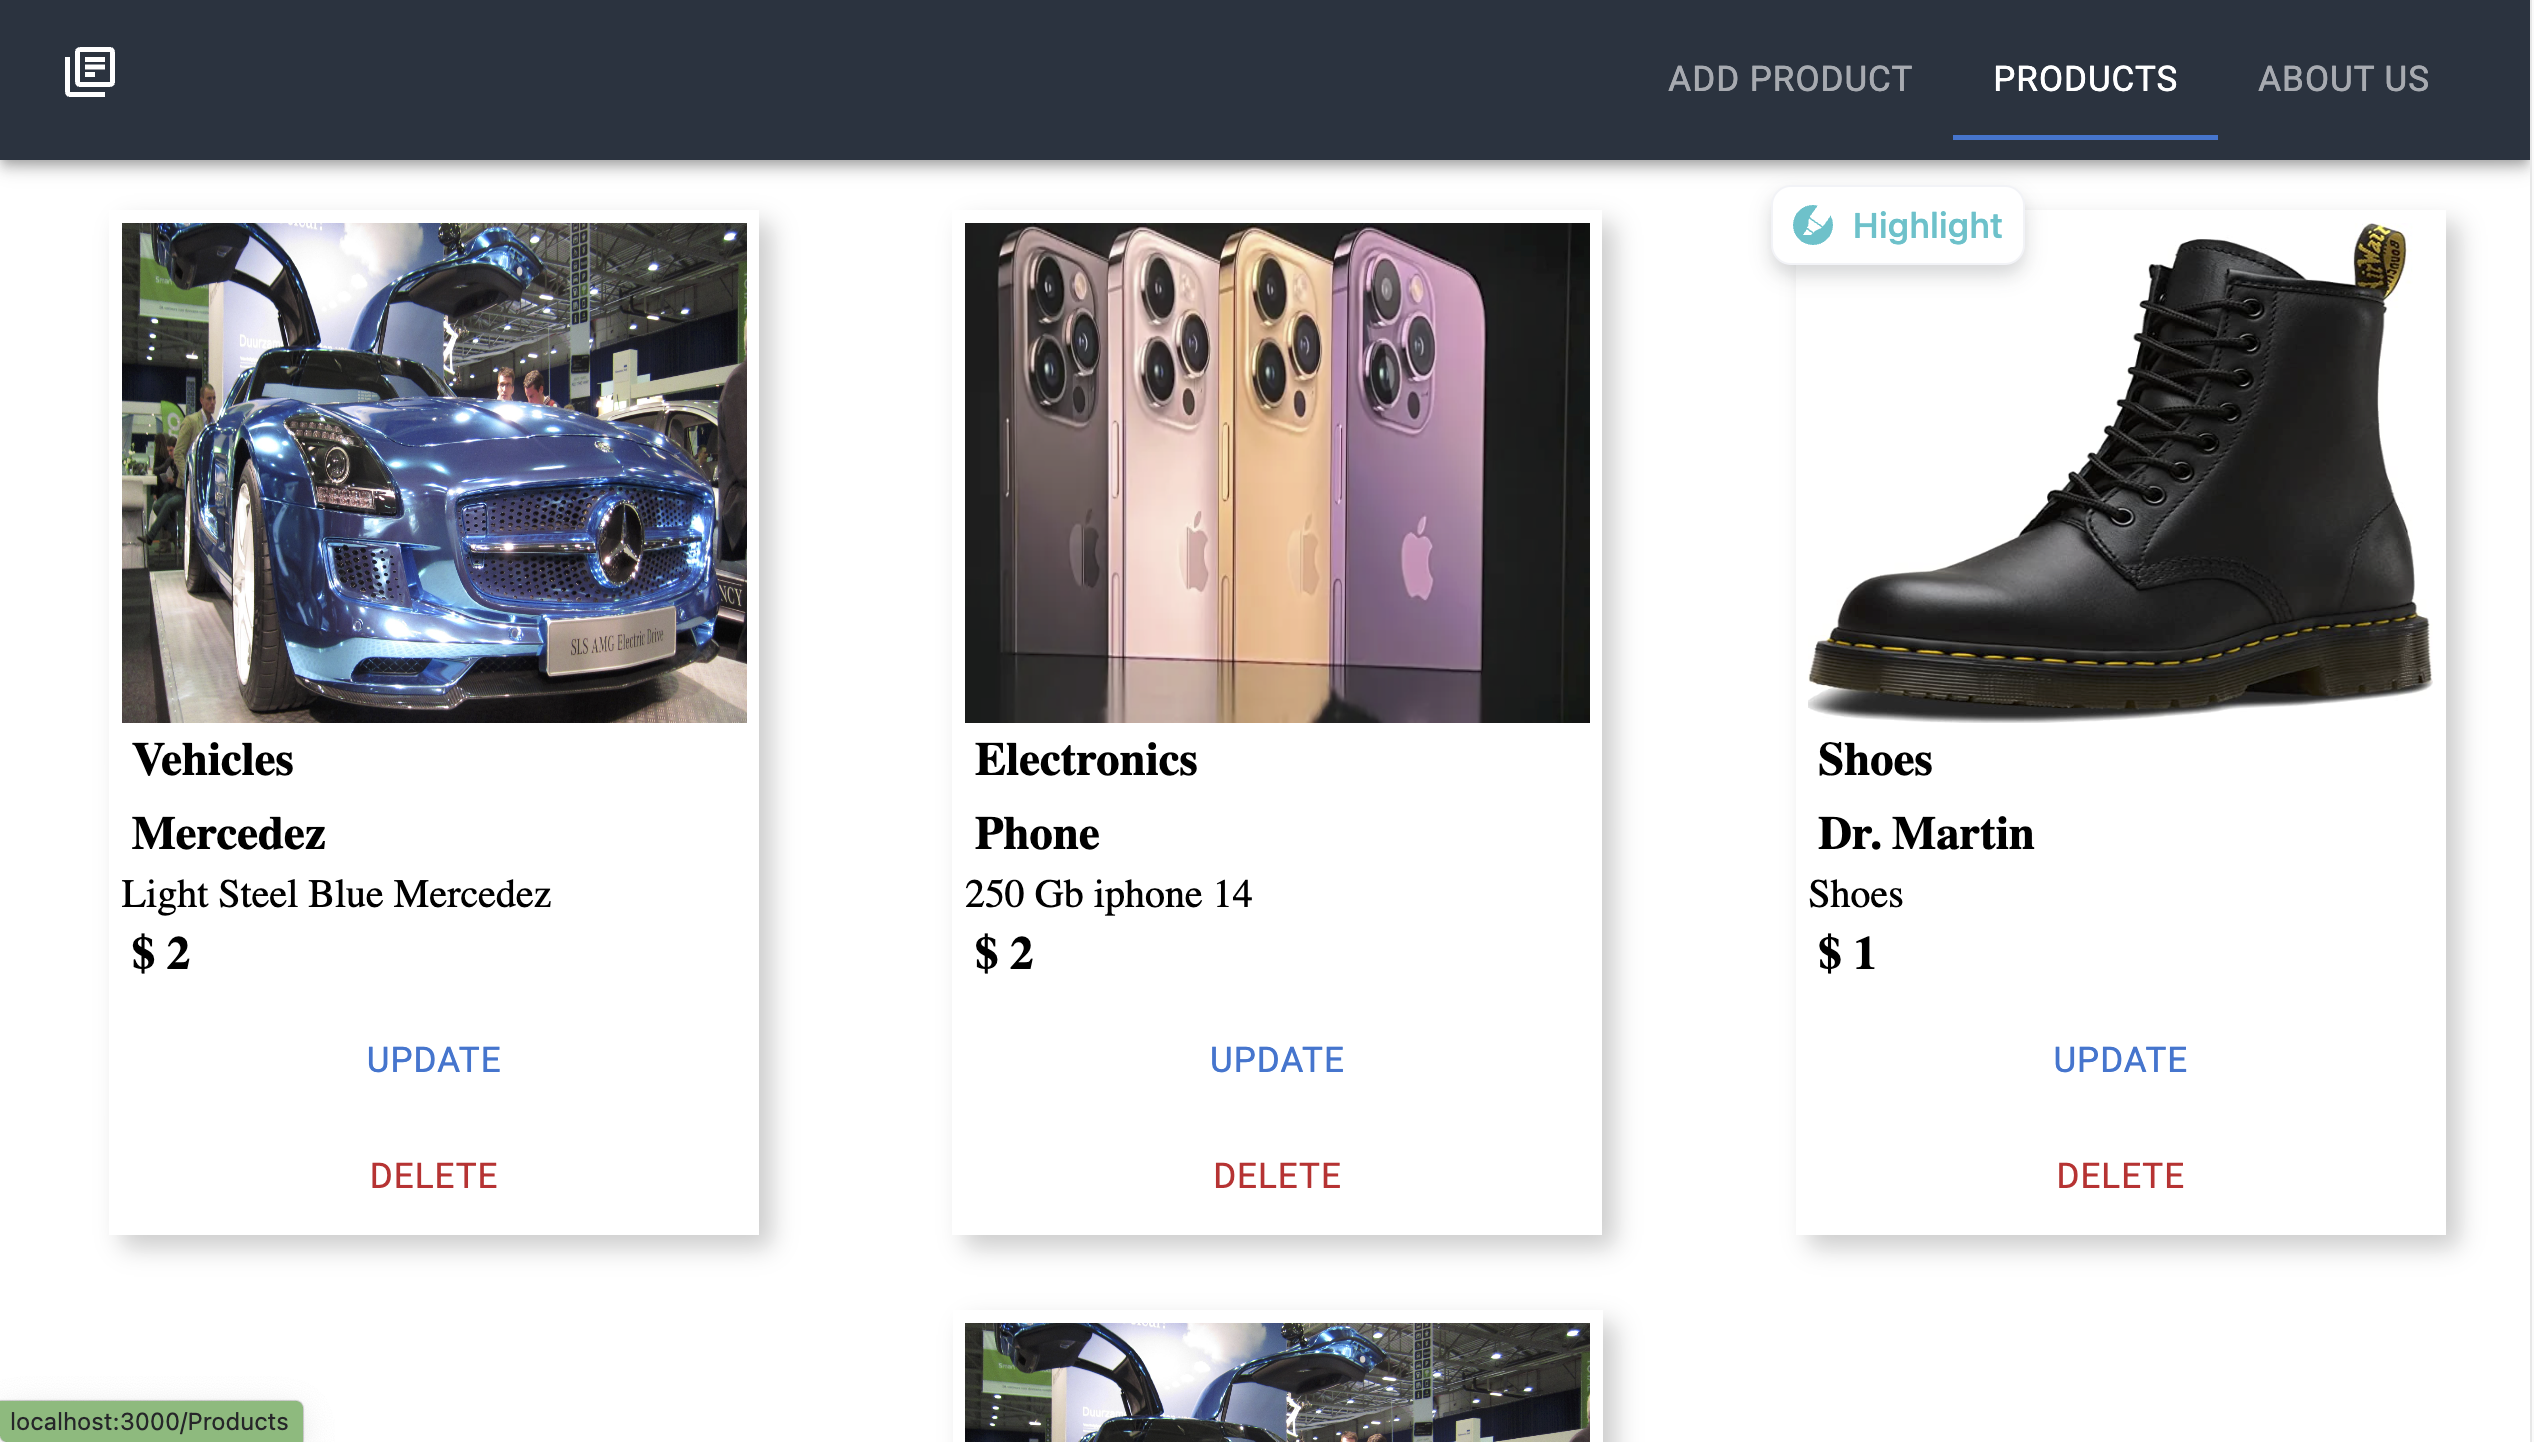 ADD PRODUCT
PRODUCTS
ABOUT US
Highlight
SLS AMG Electric Drive
Vehicles
Mercedez
Light Steel Blue Mercedez
$ 2
UPDATE
DELETE
Electronics
Phone
250 Gb iphone 14
$ 2
UPDATE
DELETE
Shoes
Dr. Martin
Shoes
$ 1
UPDATE
DELETE
localhost:3000/Products